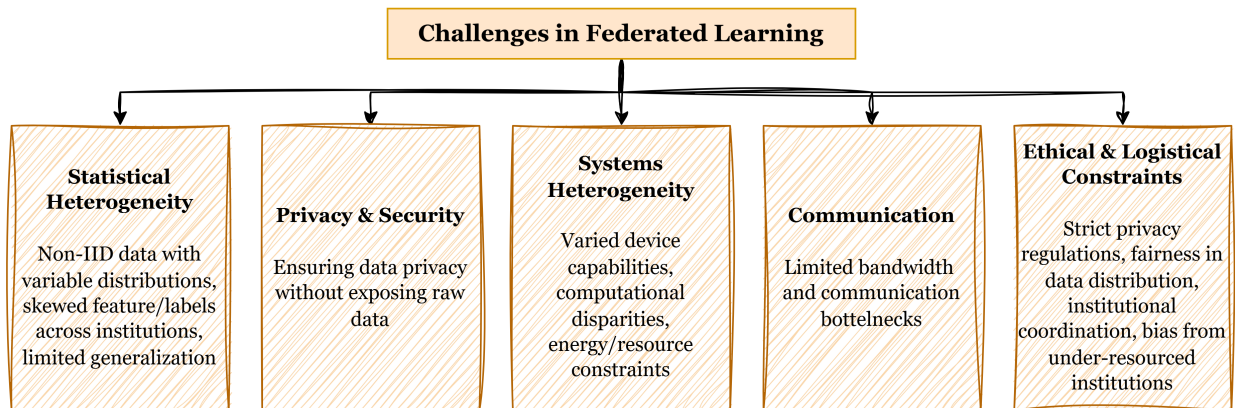 Challenges in Federated Learning
Statistical
Heterogeneity
Non-IID data with
variable distributions,
skewed feature/labels
across institutions,
limited generalization
Privacy & Security
Ensuring data privacy
without exposing raw
data
Systems
Heterogeneity
Varied device
capabilities,
computational
disparities,
energy/resource
constraints
Communication
Limited bandwidth
and communication
bottelnecks
Ethical & Logistical
Constraints
Strict privacy
regulations, fairness in
data distribution,
institutional
coordination, bias from
under-resourced
institutions